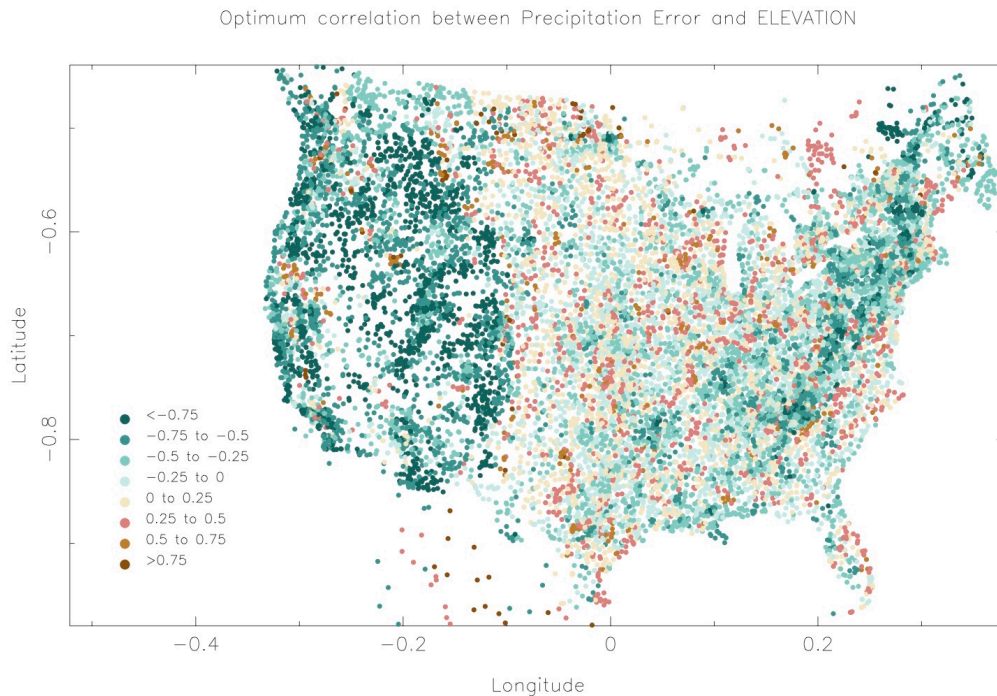 Optimum correlation between Precipitation Error and ELEVATION
Latitude
−0.6
−0.8
<−0.75
−0.75 to −0.5
−0.5 to −0.25
−0.25 to 0
0 to 0.25
0.25 to 0.5
0.5 to 0.75
>0.75
−0.4
−0.2
0
0.2
Longitude